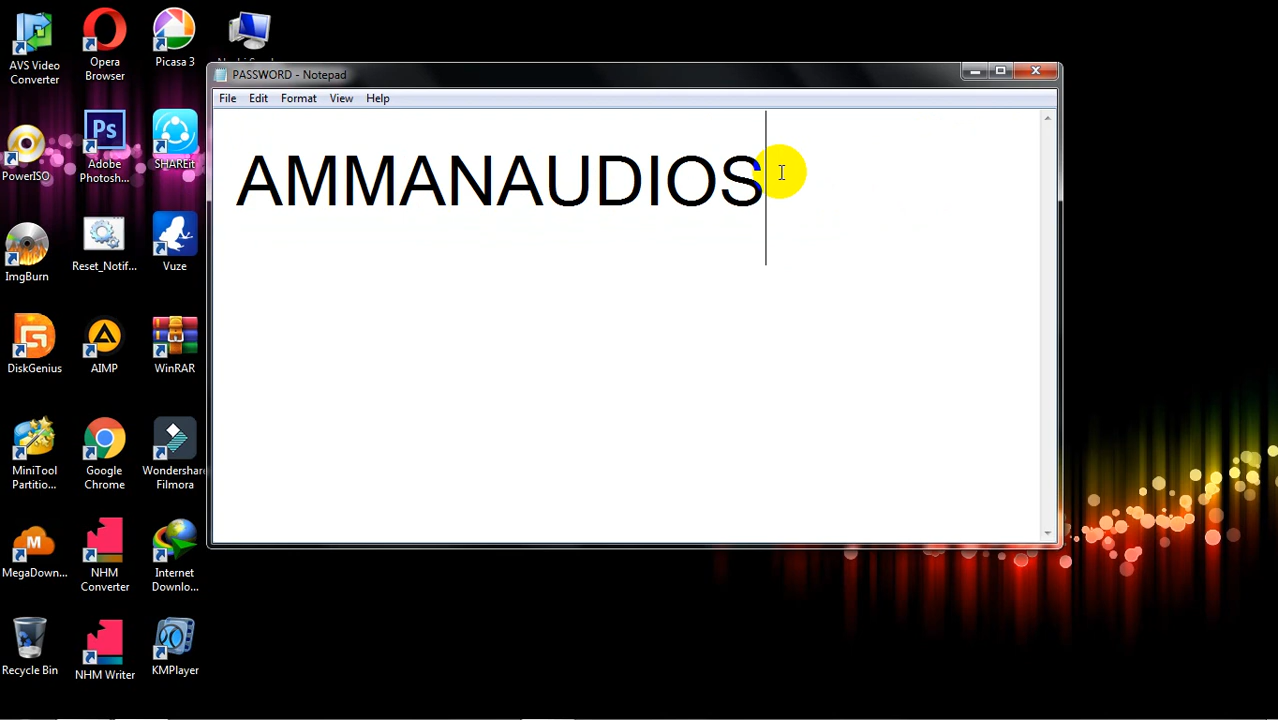 AVS Video
Converter
Opera
Browser
Picasa 3
PASSWORD - Notepad
File Edit Format View Help
AMMANAUDIOS
PowerISO
Ps
Adobe
Photosh...
SHAREit
ImgBurn
Reset_Notif...
Vuze
DiskGenius
AIMP
WinRAR
MiniTool
Partitio...
Google
Chrome
Wondershare
Filmora
M
MegaDown...
NHM
Converter
Internet
Downlo...
Recycle Bin
NHM Writer
KMPlayer